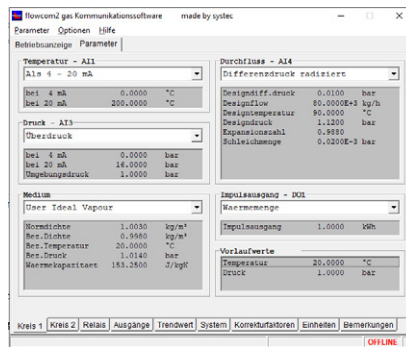 flowcom2 gas Kommunikationssoftware made by systec
Parameter Optionen Hilfe
Betriebsanzeige Parameter
Temperatur - AI1
Als 4 - 20 mA
bei 4 mA 0.0000 °C
bei 20 mA 200.0000 °C
Druck - AI3
Überdruck
bei 4 mA 0.0000 bar
bei 20 mA 16.0000 bar
Umgebungsdruck 1.0000 bar
Medium
User Ideal Vapour
Normdichte 1.0030 kg/m³
Bez.Dichte 0.9980 kg/m³
Bez.Temperatur 20.0000 °C
Bez.Druck 1.0140 bar
Waermekapazitaet 153.2500 J/kgK
Durchfluss - AI4
Differenzdruck radiziert
Designdiff.druck 0.0100 bar
Designflow 80.0000E+3 kg/h
Designtemperatur 90.0000 °C
Designdruck 1.1200 bar
Expansionszahl 0.9880
Schleichmenge 0.0200E-3 bar
Impulsausgang - DO1
Waermemenge
Impulsausgang 1.0000 kWh
Vorlaufwerte
Temperatur 20.0000 °C
Druck 1.0000 bar
Kreis 1 Kreis 2 Relais Ausgänge Trendwert System Korrekturfaktoren Einheiten Bemerkungen
OFFLINE